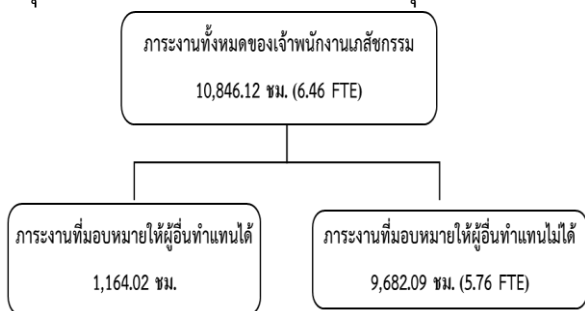 ภาระงานทั้งหมดของเจ้าพนักงานเภสัชกรรม
10,846.12 ชม. (6.46 FTE)
ภาระงานที่มอบหมายให้ผู้อื่นทำแทนได้
1,164.02 ชม.
ภาระงานที่มอบหมายให้ผู้อื่นทำแทนไม่ได้
9,682.09 ชม. (5.76 FTE)